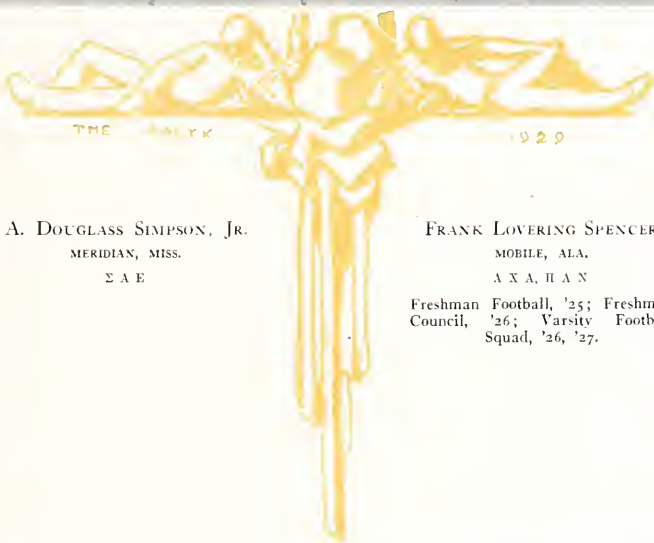 THE CALYX
1929
A. DOUGLASS SIMPSON, JR.
MERIDIAN, MISS.
Σ Α Ε
FRANK LOVERING SPENCER
MOBILE, ALA.
Λ Χ Α, Π Δ Ν
Freshman Football, '25; Freshm
Council, '26; Varsity Footb
Squad, '26, '27.